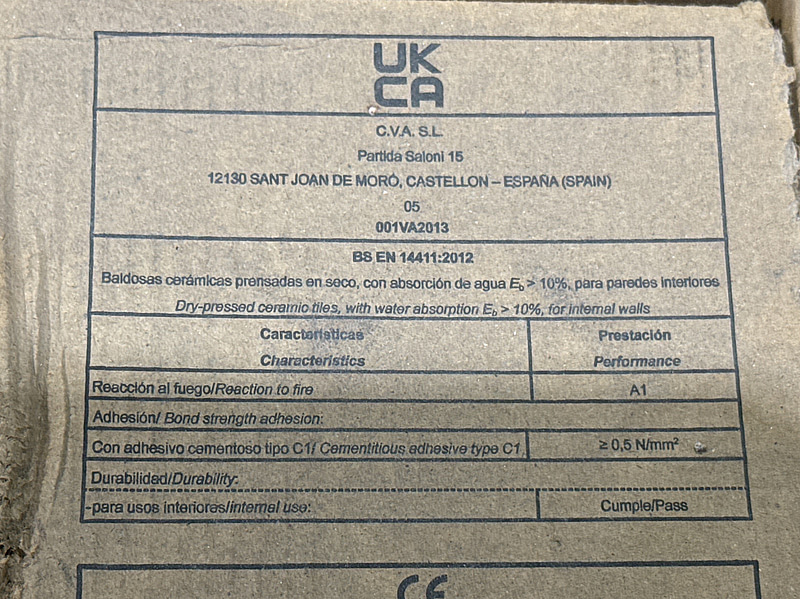 UK
CA
C.V.A. S.L.
Partida Saloni 15
12130 SANT JOAN DE MORÓ, CASTELLON – ESPAÑA (SPAIN)
05
001VA2013
BS EN 14411:2012
Baldosas cerámicas prensadas en seco, con absorción de agua Eb > 10%, para paredes interiores
Dry-pressed ceramic tiles, with water absorption Eb > 10%, for internal walls
Características Prestación
Characteristics Performance
Reacción al fuego/Reaction to fire A1
Adhesión/ Bond strength adhesion:
Con adhesivo cementoso tipo C1/ Cementitious adhesive type C1 ≥ 0,5 N/mm²
Durabilidad/Durability:
-para usos interiores/internal use: Cumple/Pass
CE